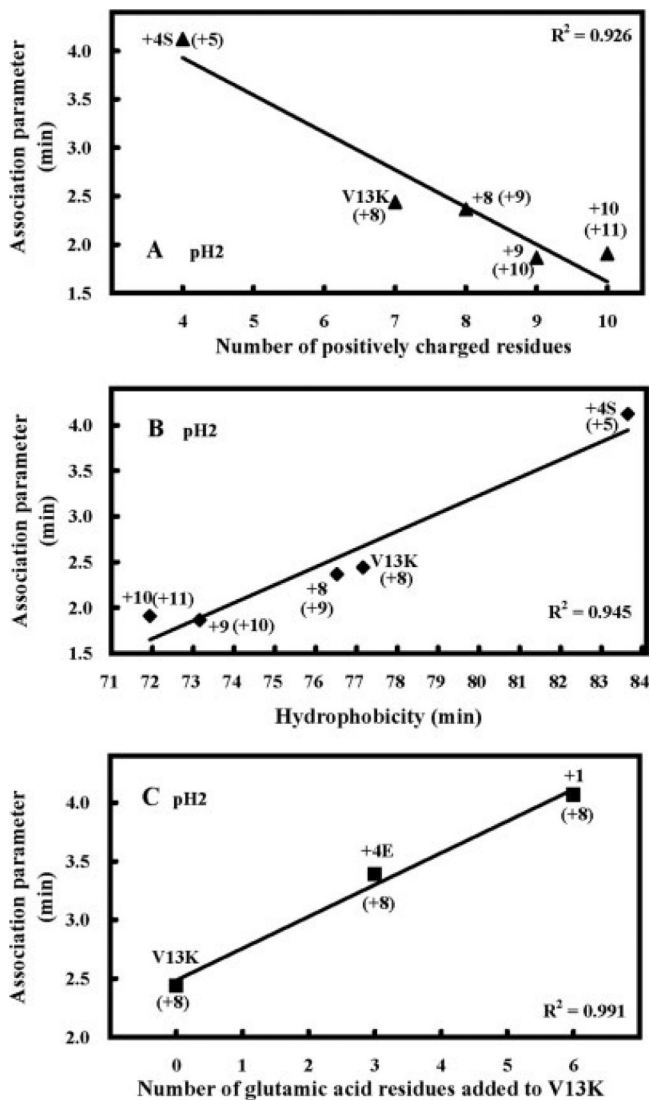 4.0
3.5
3.0
2.5
2.0
1.5
Association parameter
(min)
+4S (+5)
R² = 0.926
V13K
(+8)
+8 (+9)
+9
(+10)
+10
(+11)
A pH2
4 5 6 7 8 9 10
Number of positively charged residues
4.0
3.5
3.0
2.5
2.0
1.5
Association parameter
(min)
B pH2
+4S
(+5)
V13K
(+8)
+8
(+9)
+10 (+11)
+9 (+10)
R² = 0.945
71 72 73 74 75 76 77 78 79 80 81 82 83 84
Hydrophobicity (min)
4.0
3.5
3.0
2.5
2.0
Association parameter
(min)
C pH2
+1
(+8)
+4E
(+8)
V13K
(+8)
R² = 0.991
0 1 2 3 4 5 6
Number of glutamic acid residues added to V13K